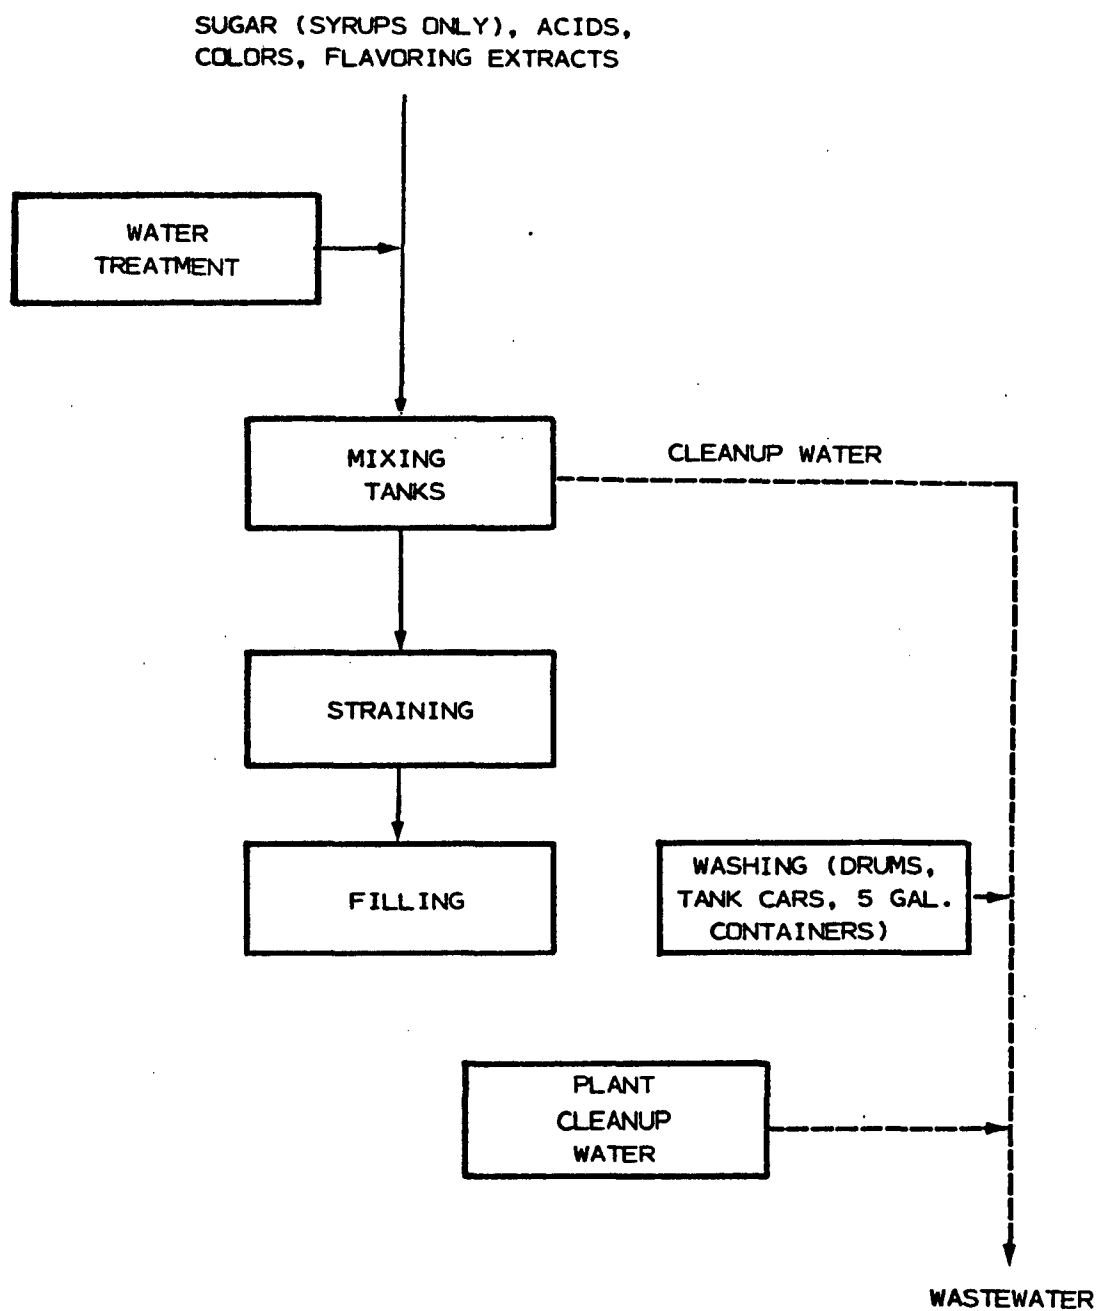 SUGAR (SYRUPS ONLY), ACIDS,
COLORS, FLAVORING EXTRACTS
WATER
TREATMENT
MIXING
TANKS
CLEANUP WATER
STRAINING
FILLING
WASHING (DRUMS,
TANK CARS, 5 GAL.
CONTAINERS)
PLANT
CLEANUP
WATER
WASTEWATER